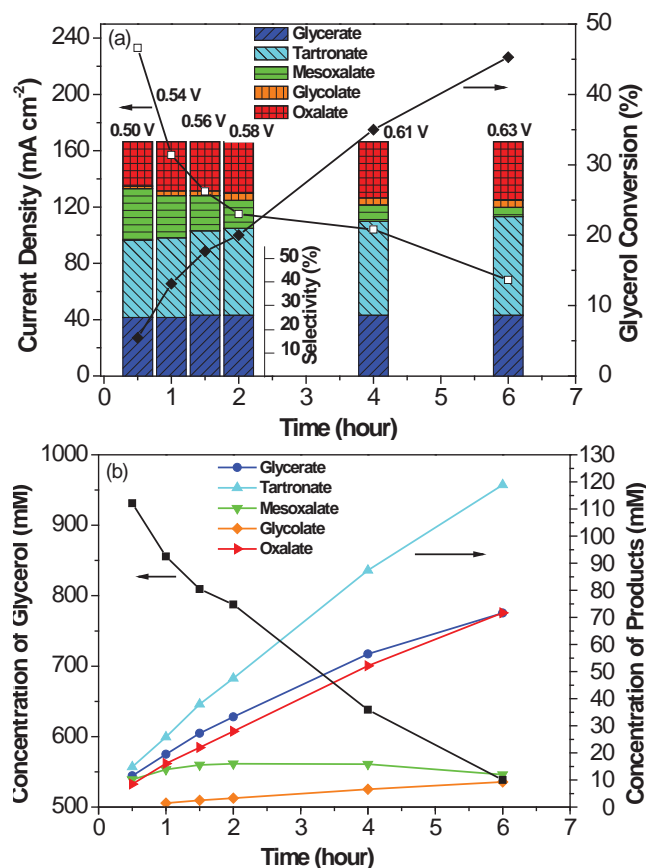 (a)
Glycerate
Tartronate
Mesoxalate
Glycolate
Oxalate
0.50 V
0.54 V
0.56 V
0.58 V
0.61 V
0.63 V
240
200
160
120
80
40
0
Current Density (mA cm⁻²)
50
40
30
20
10
Selectivity (%)
50
40
30
20
10
0
Glycerol Conversion (%)
0 1 2 3 4 5 6 7
Time (hour)
(b)
Glycerate
Tartronate
Mesoxalate
Glycolate
Oxalate
1000
900
800
700
600
500
Concentration of Glycerol (mM)
130
120
110
100
90
80
70
60
50
40
30
20
10
0
Concentration of Products (mM)
0 1 2 3 4 5 6 7
Time (hour)